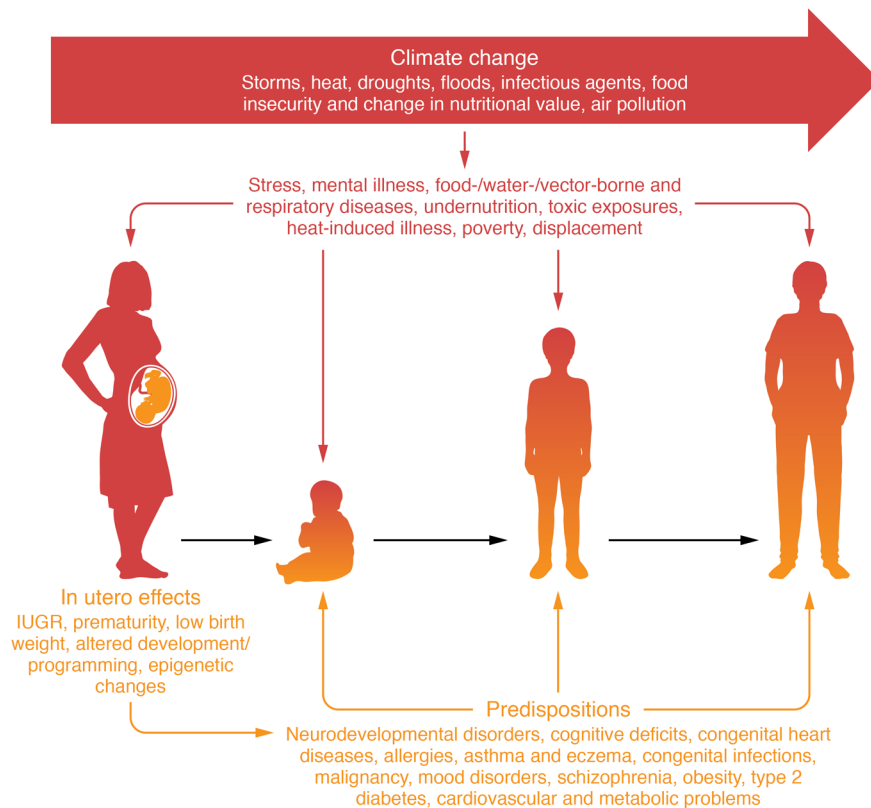 Climate change
Storms, heat, droughts, floods, infectious agents, food
insecurity and change in nutritional value, air pollution
Stress, mental illness, food-/water-/vector-borne and
respiratory diseases, undernutrition, toxic exposures,
heat-induced illness, poverty, displacement
In utero effects
IUGR, prematurity, low birth
weight, altered development/
programming, epigenetic
changes
Predispositions
Neurodevelopmental disorders, cognitive deficits, congenital heart
diseases, allergies, asthma and eczema, congenital infections,
malignancy, mood disorders, schizophrenia, obesity, type 2
diabetes, cardiovascular and metabolic problems